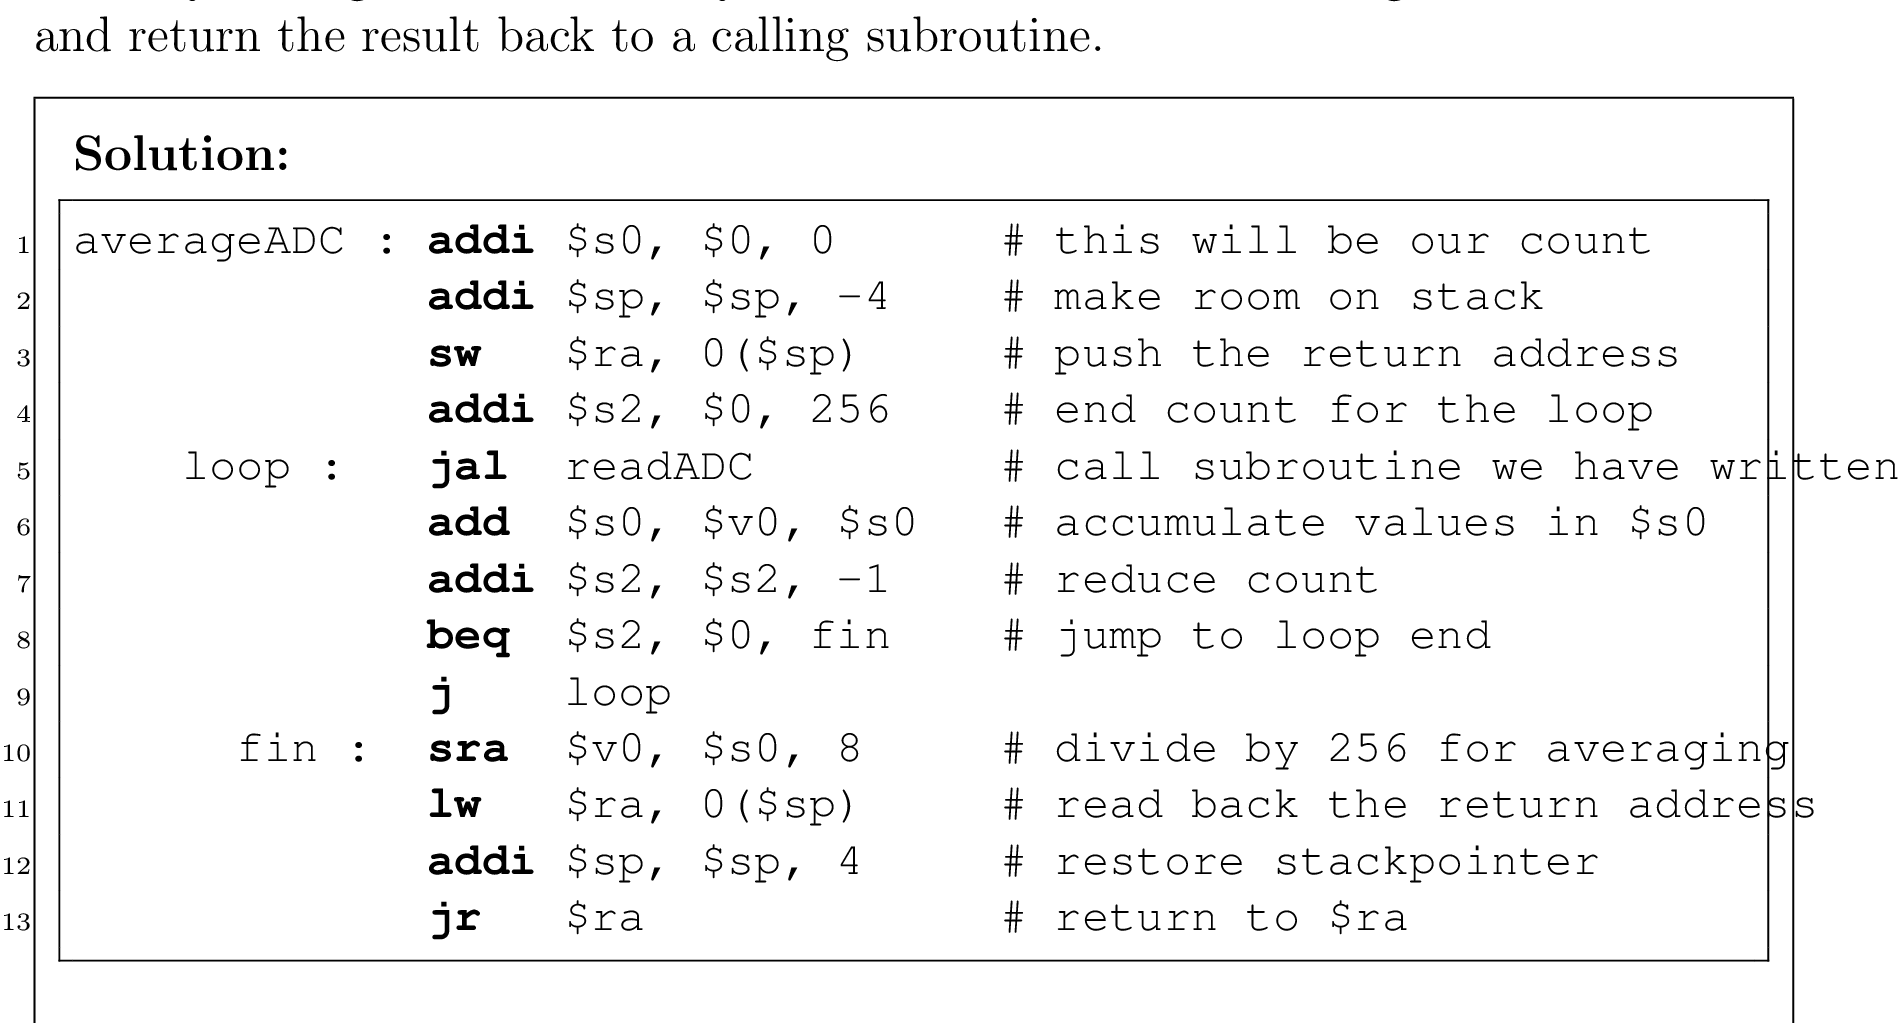 and return the result back to a calling subroutine.
Solution:
1 averageADC : addi $s0, $0, 0 # this will be our count
2 addi $sp, $sp, -4 # make room on stack
3 sw $ra, 0($sp) # push the return address
4 addi $s2, $0, 256 # end count for the loop
5 loop : jal readADC # call subroutine we have written
6 add $s0, $v0, $s0 # accumulate values in $s0
7 addi $s2, $s2, -1 # reduce count
8 beq $s2, $0, fin # jump to loop end
9 j loop
10 fin : sra $v0, $s0, 8 # divide by 256 for averaging
11 lw $ra, 0($sp) # read back the return address
12 addi $sp, $sp, 4 # restore stackpointer
13 jr $ra # return to $ra